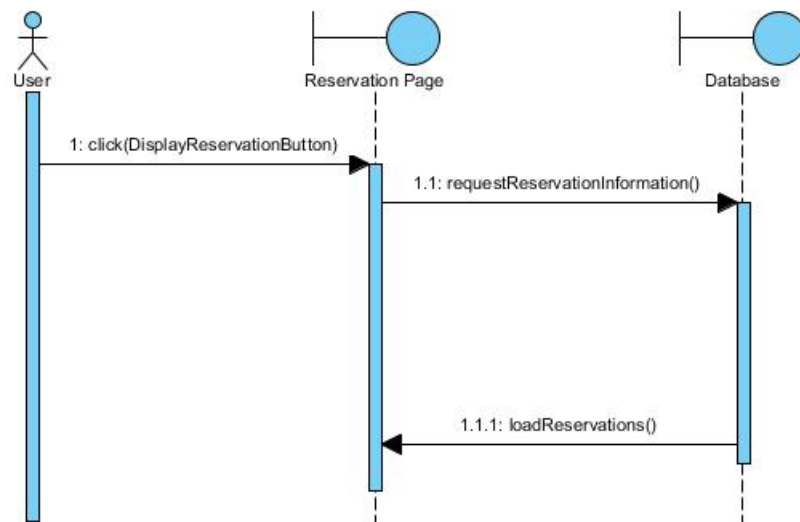 User
Reservation Page
Database
1: click(DisplayReservationButton)
1.1: requestReservationInformation()
1.1.1: loadReservations()